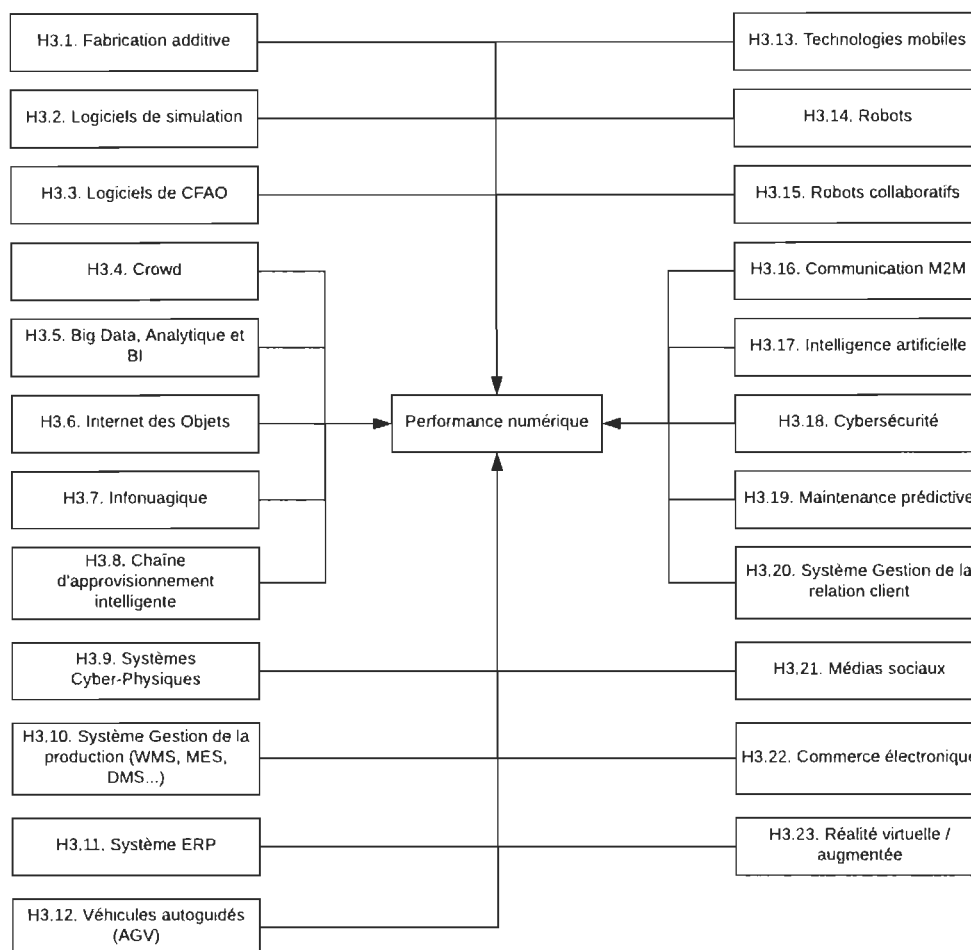 H3.1. Fabrication additive
H3.2. Logiciels de simulation
H3.3. Logiciels de CFAO
H3.4. Crowd
H3.5. Big Data, Analytique et
BI
H3.6. Internet des Objets
H3.7. Infonuagique
H3.8. Chaîne
d'approvisionnement
intelligente
H3.9. Systèmes
Cyber-Physiques
H3.10. Système Gestion de la
production (WMS, MES,
DMS...)
H3.11. Système ERP
H3.12. Véhicules autoguidés
(AGV)
Performance numérique
H3.13. Technologies mobiles
H3.14. Robots
H3.15. Robots collaboratifs
H3.16. Communication M2M
H3.17. Intelligence artificielle
H3.18. Cybersécurité
H3.19. Maintenance prédictive
H3.20. Système Gestion de la
relation client
H3.21. Médias sociaux
H3.22. Commerce électronique
H3.23. Réalité virtuelle /
augmentée